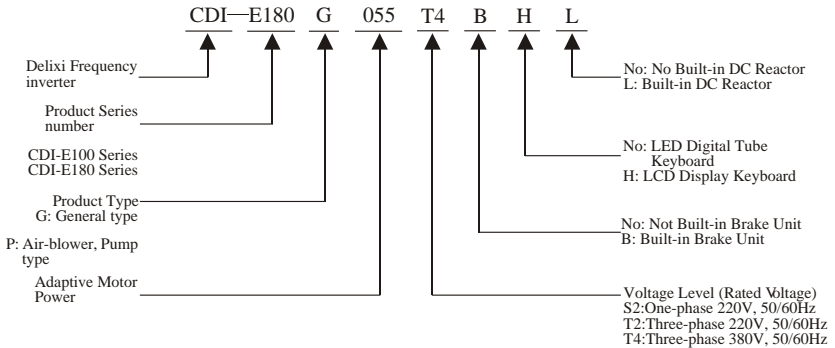 CDI—E180 G 055 T4 B H L
Delixi Frequency
inverter
Product Series
number
CDI-E100 Series
CDI-E180 Series
Product Type
G: General type
P: Air-blower, Pump
type
Adaptive Motor
Power
No: No Built-in DC Reactor
L: Built-in DC Reactor
No: LED Digital Tube
Keyboard
H: LCD Display Keyboard
No: Not Built-in Brake Unit
B: Built-in Brake Unit
Voltage Level (Rated Voltage)
S2:One-phase 220V, 50/60Hz
T2:Three-phase 220V, 50/60Hz
T4:Three-phase 380V, 50/60Hz